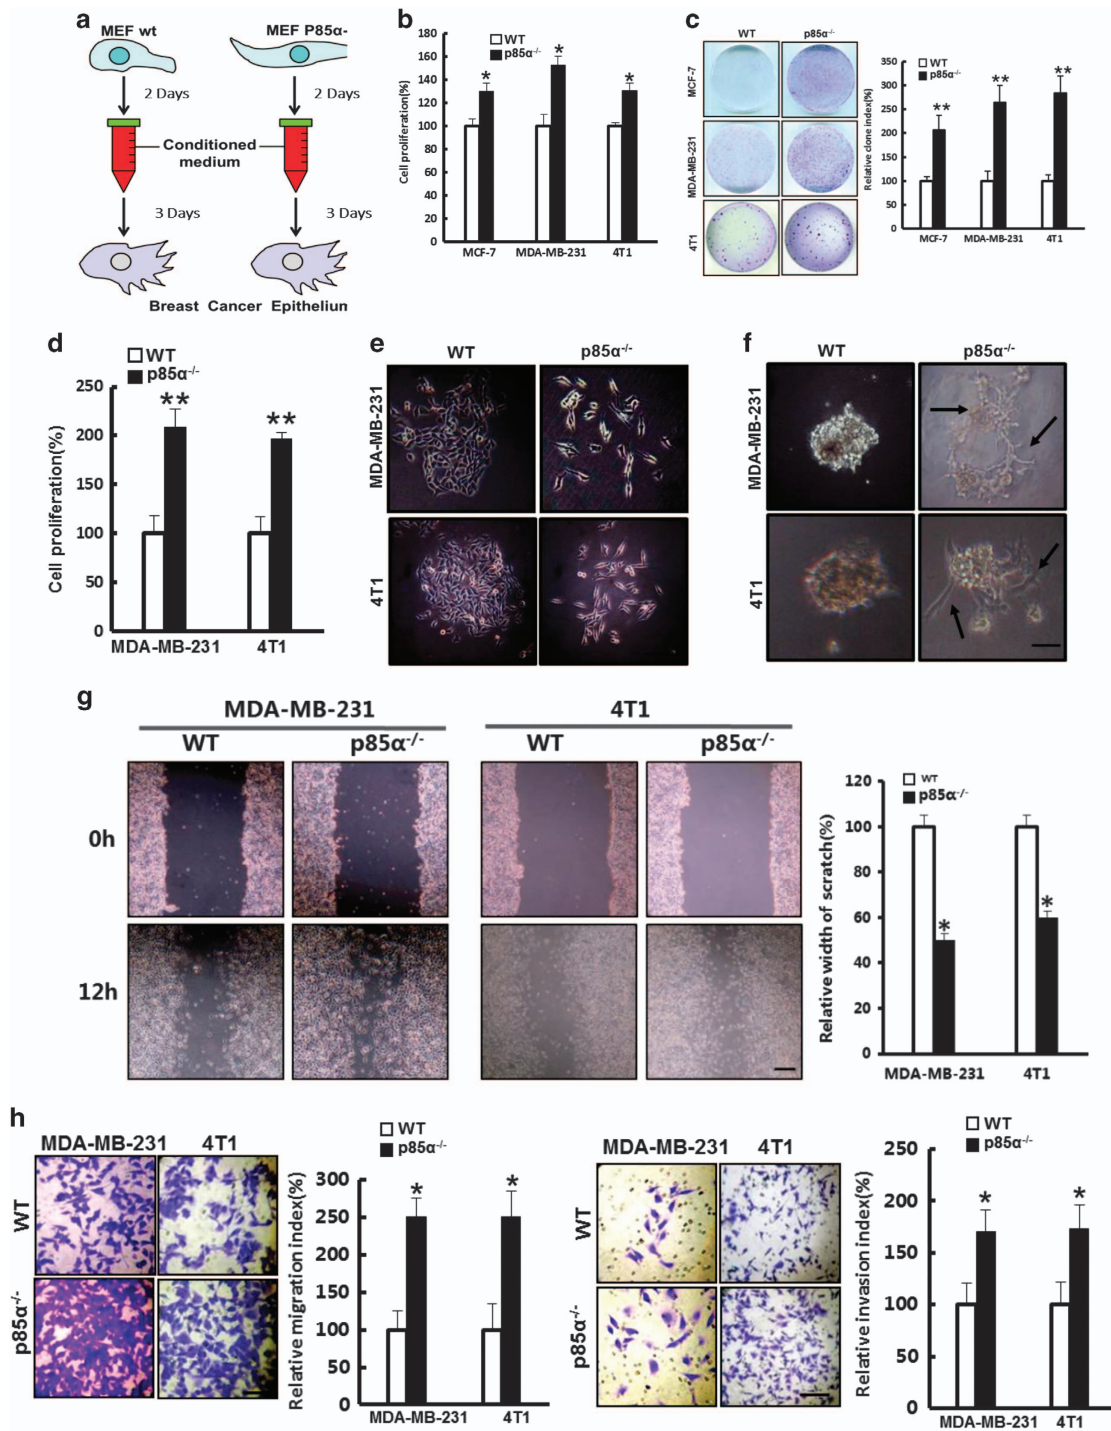 a
MEF wt
MEF P85α-
2 Days
2 Days
Conditioned
medium
3 Days
3 Days
Breast Cancer Epithelium
b
Cell proliferation(%)
180
160
140
120
100
80
60
40
20
0
WT
p85α-/-
*
*
*
MCF-7
MDA-MB-231
4T1
c
WT
p85α-/-
MCF-7
MDA-MB-231
4T1
Relative clone index(%)
350
300
250
200
150
100
50
0
WT
p85α-/-
**
**
**
MCF-7
MDA-MB-231
4T1
d
WT
p85α-/-
Cell proliferation(%)
250
200
150
100
50
0
**
**
MDA-MB-231
4T1
e
WT
p85α-/-
MDA-MB-231
4T1
f
WT
p85α-/-
MDA-MB-231
4T1
g
MDA-MB-231
4T1
WT
p85α-/-
WT
p85α-/-
0h
12h
Relative width of scratch(%)
120
100
80
60
40
20
0
WT
p85α-/-
*
*
MDA-MB-231
4T1
h
MDA-MB-231
4T1
WT
p85α-/-
WT
p85α-/-
Relative migration index(%)
300
250
200
150
100
50
0
*
*
MDA-MB-231
4T1
MDA-MB-231
4T1
WT
p85α-/-
WT
p85α-/-
Relative invasion index(%)
250
200
150
100
50
0
*
*
MDA-MB-231
4T1